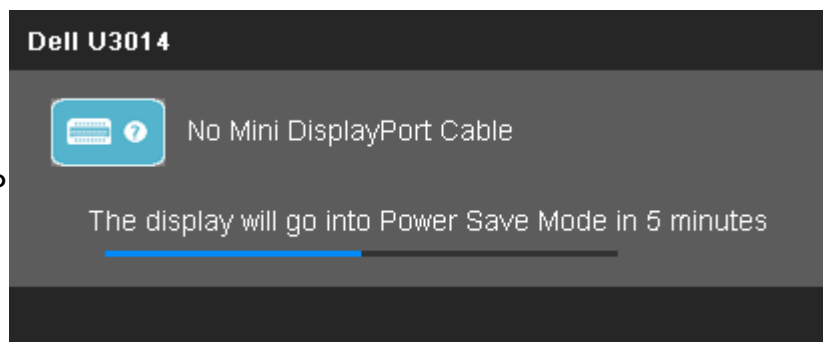 Dell U3014
No Mini DisplayPort Cable
The display will go into Power Save Mode in 5 minutes